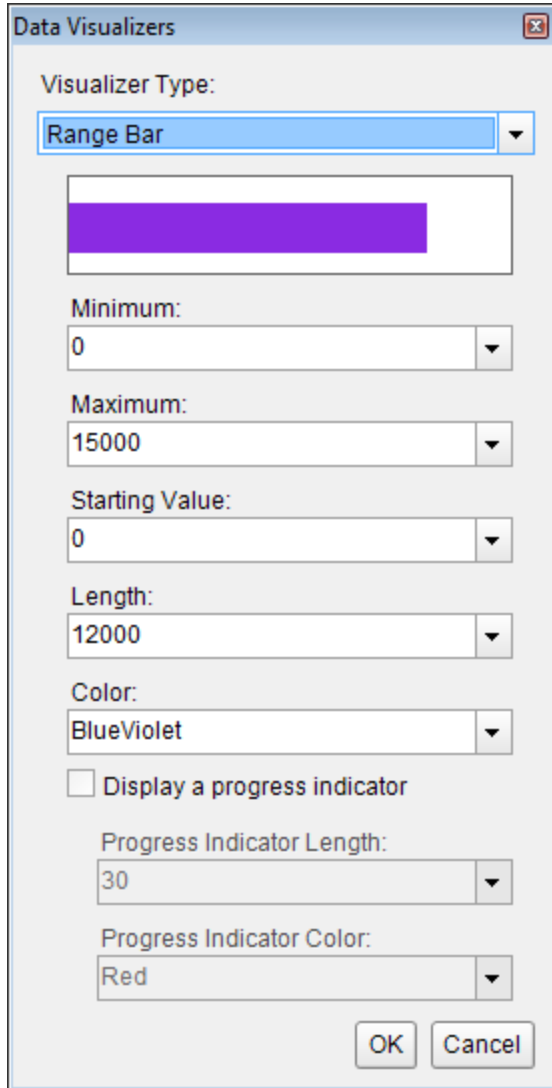 Data Visualizers
Visualizer Type:
Range Bar
Minimum:
0
Maximum:
15000
Starting Value:
0
Length:
12000
Color:
BlueViolet
Display a progress indicator
Progress Indicator Length:
30
Progress Indicator Color:
Red
OK Cancel